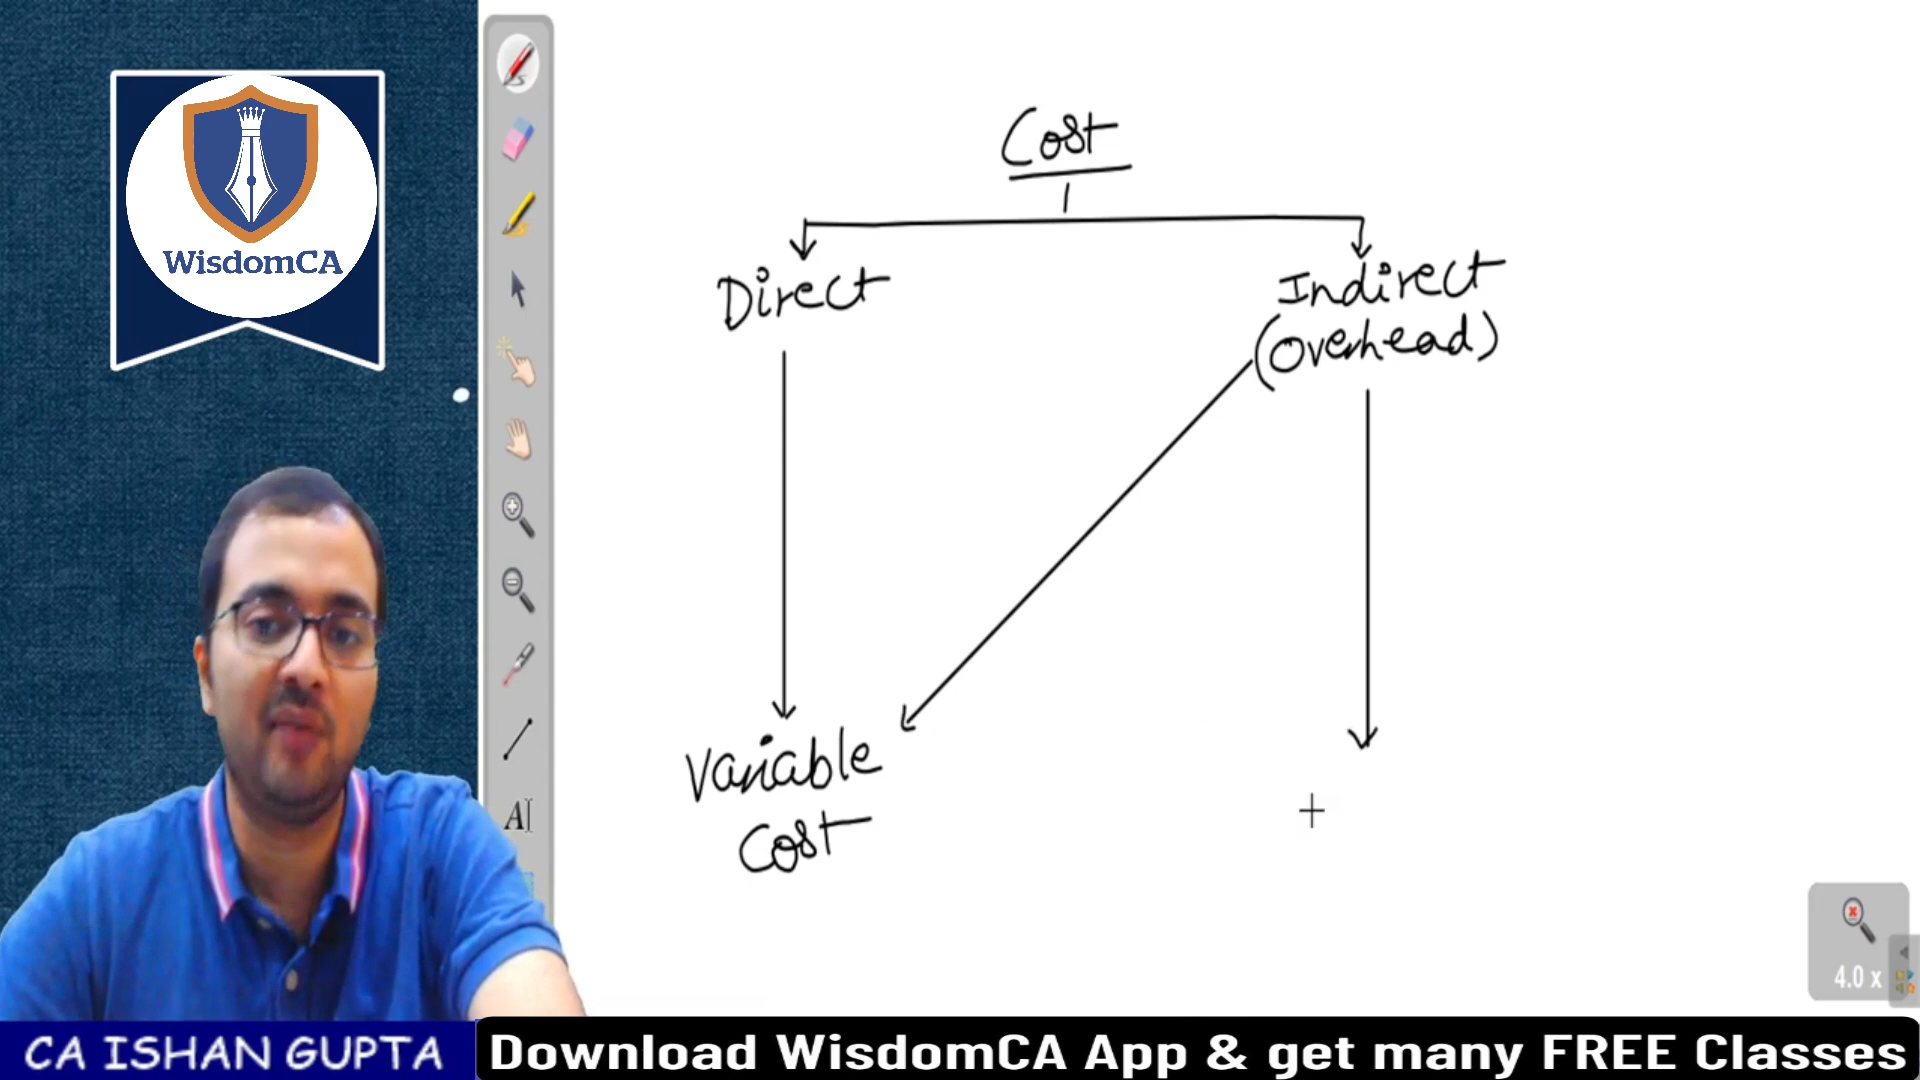 WisdomCA
Cost
Direct
Indirect
(Overhead)
Variable
Cost
A
4.0 x
CA ISHAN GUPTA
Download WisdomCA App & get many FREE Classes